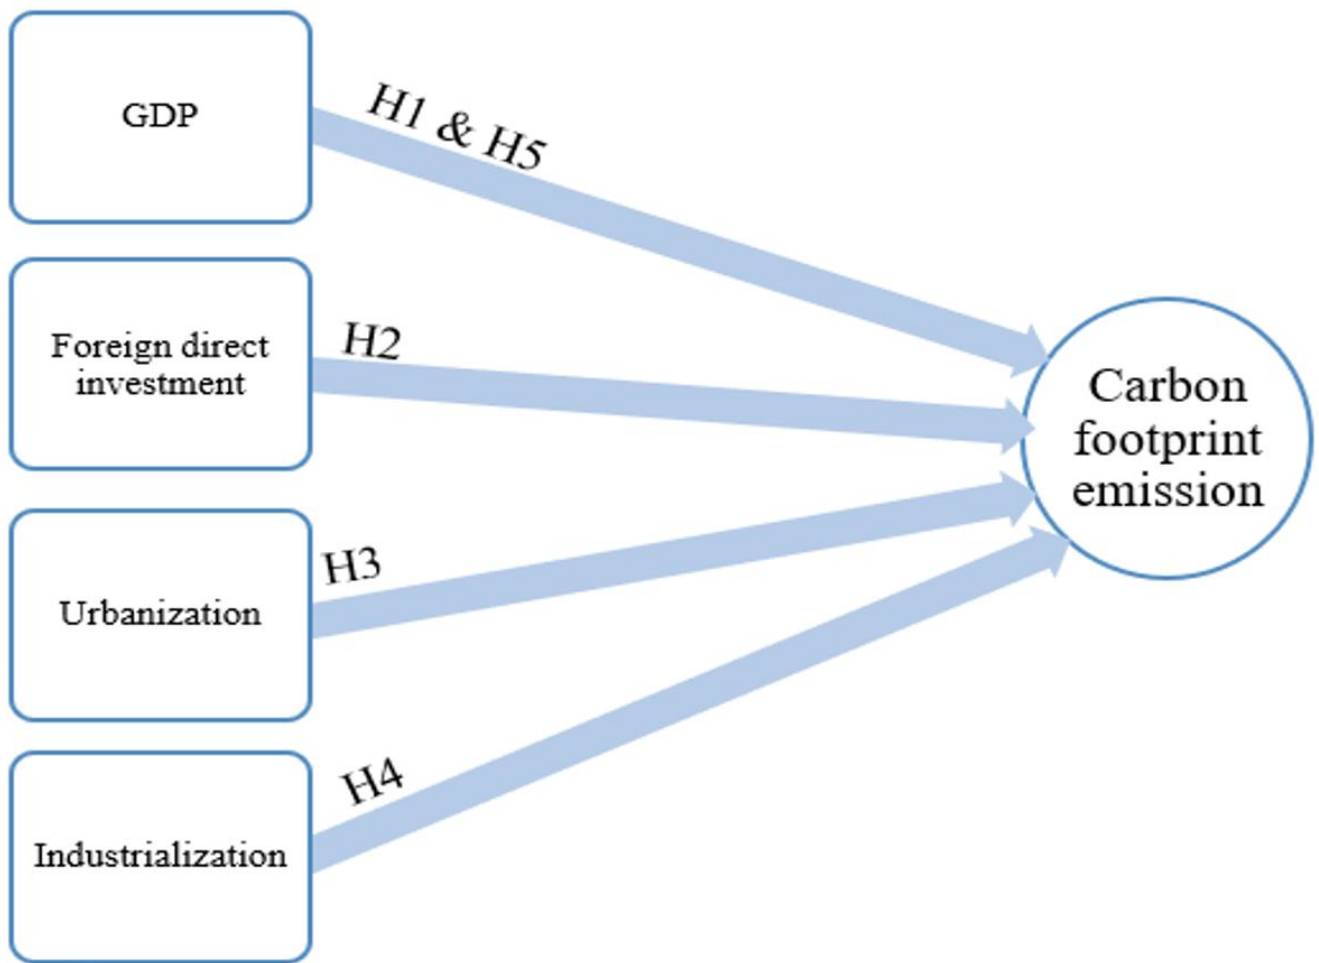 GDP
H1 & H5
Foreign direct
investment
H2
Carbon
footprint
emission
H3
Urbanization
H4
Industrialization